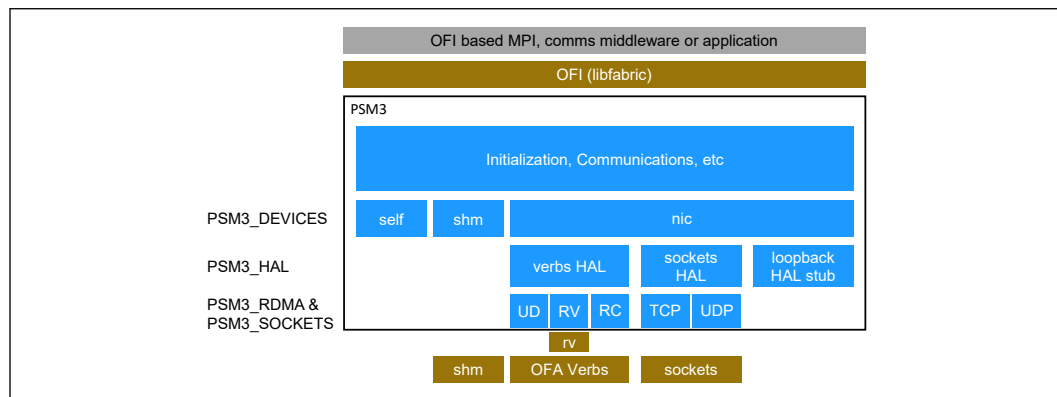 OFI based MPI, comms middleware or application
OFI (libfabric)
PSM3
Initialization, Communications, etc
PSM3_DEVICES
self
shm
nic
PSM3_HAL
verbs HAL
sockets
HAL
loopback
HAL stub
PSM3_RDMA &
PSM3_SOCKETS
UD
RV
RC
TCP
UDP
rv
shm
OFA Verbs
sockets